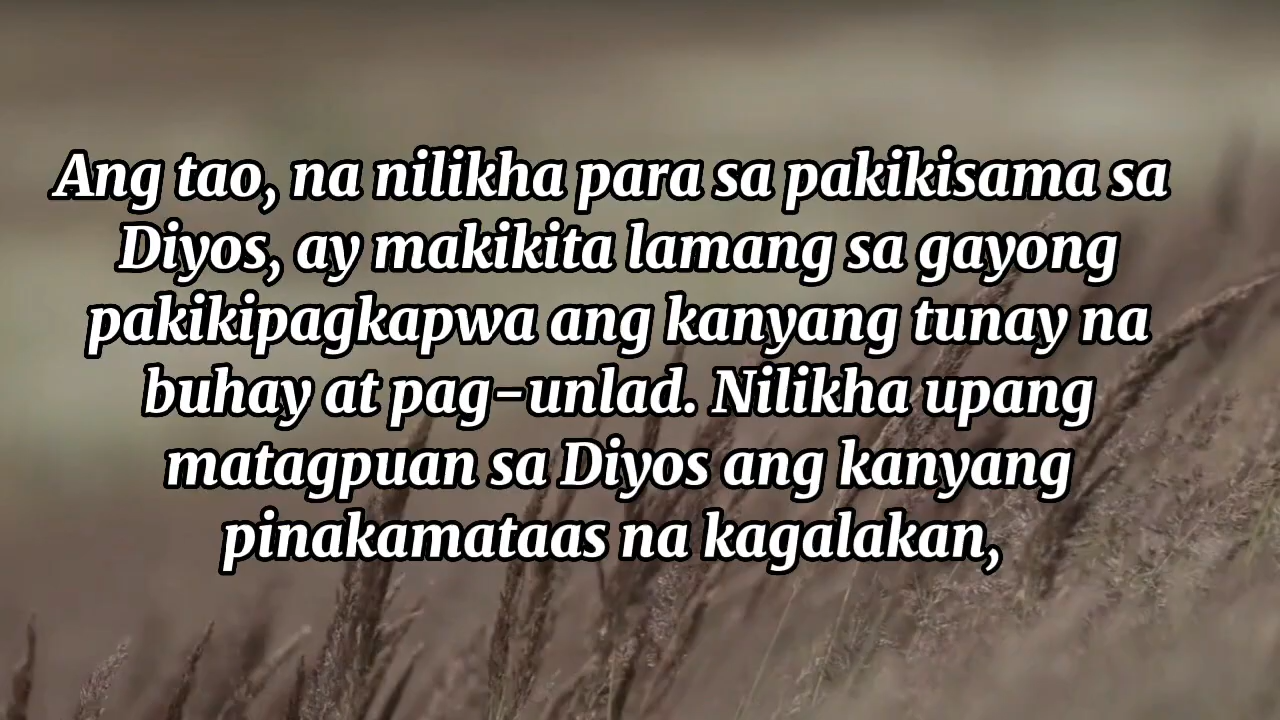 Ang tao, na nilikha para sa pakikisama sa
Diyos, ay makikita lamang sa gayong
pakikipagkapwa ang kanyang tunay na
buhay at pag-unlad. Nilikha upang
matagpuan sa Diyos ang kanyang
pinakamataas na kagalakan,